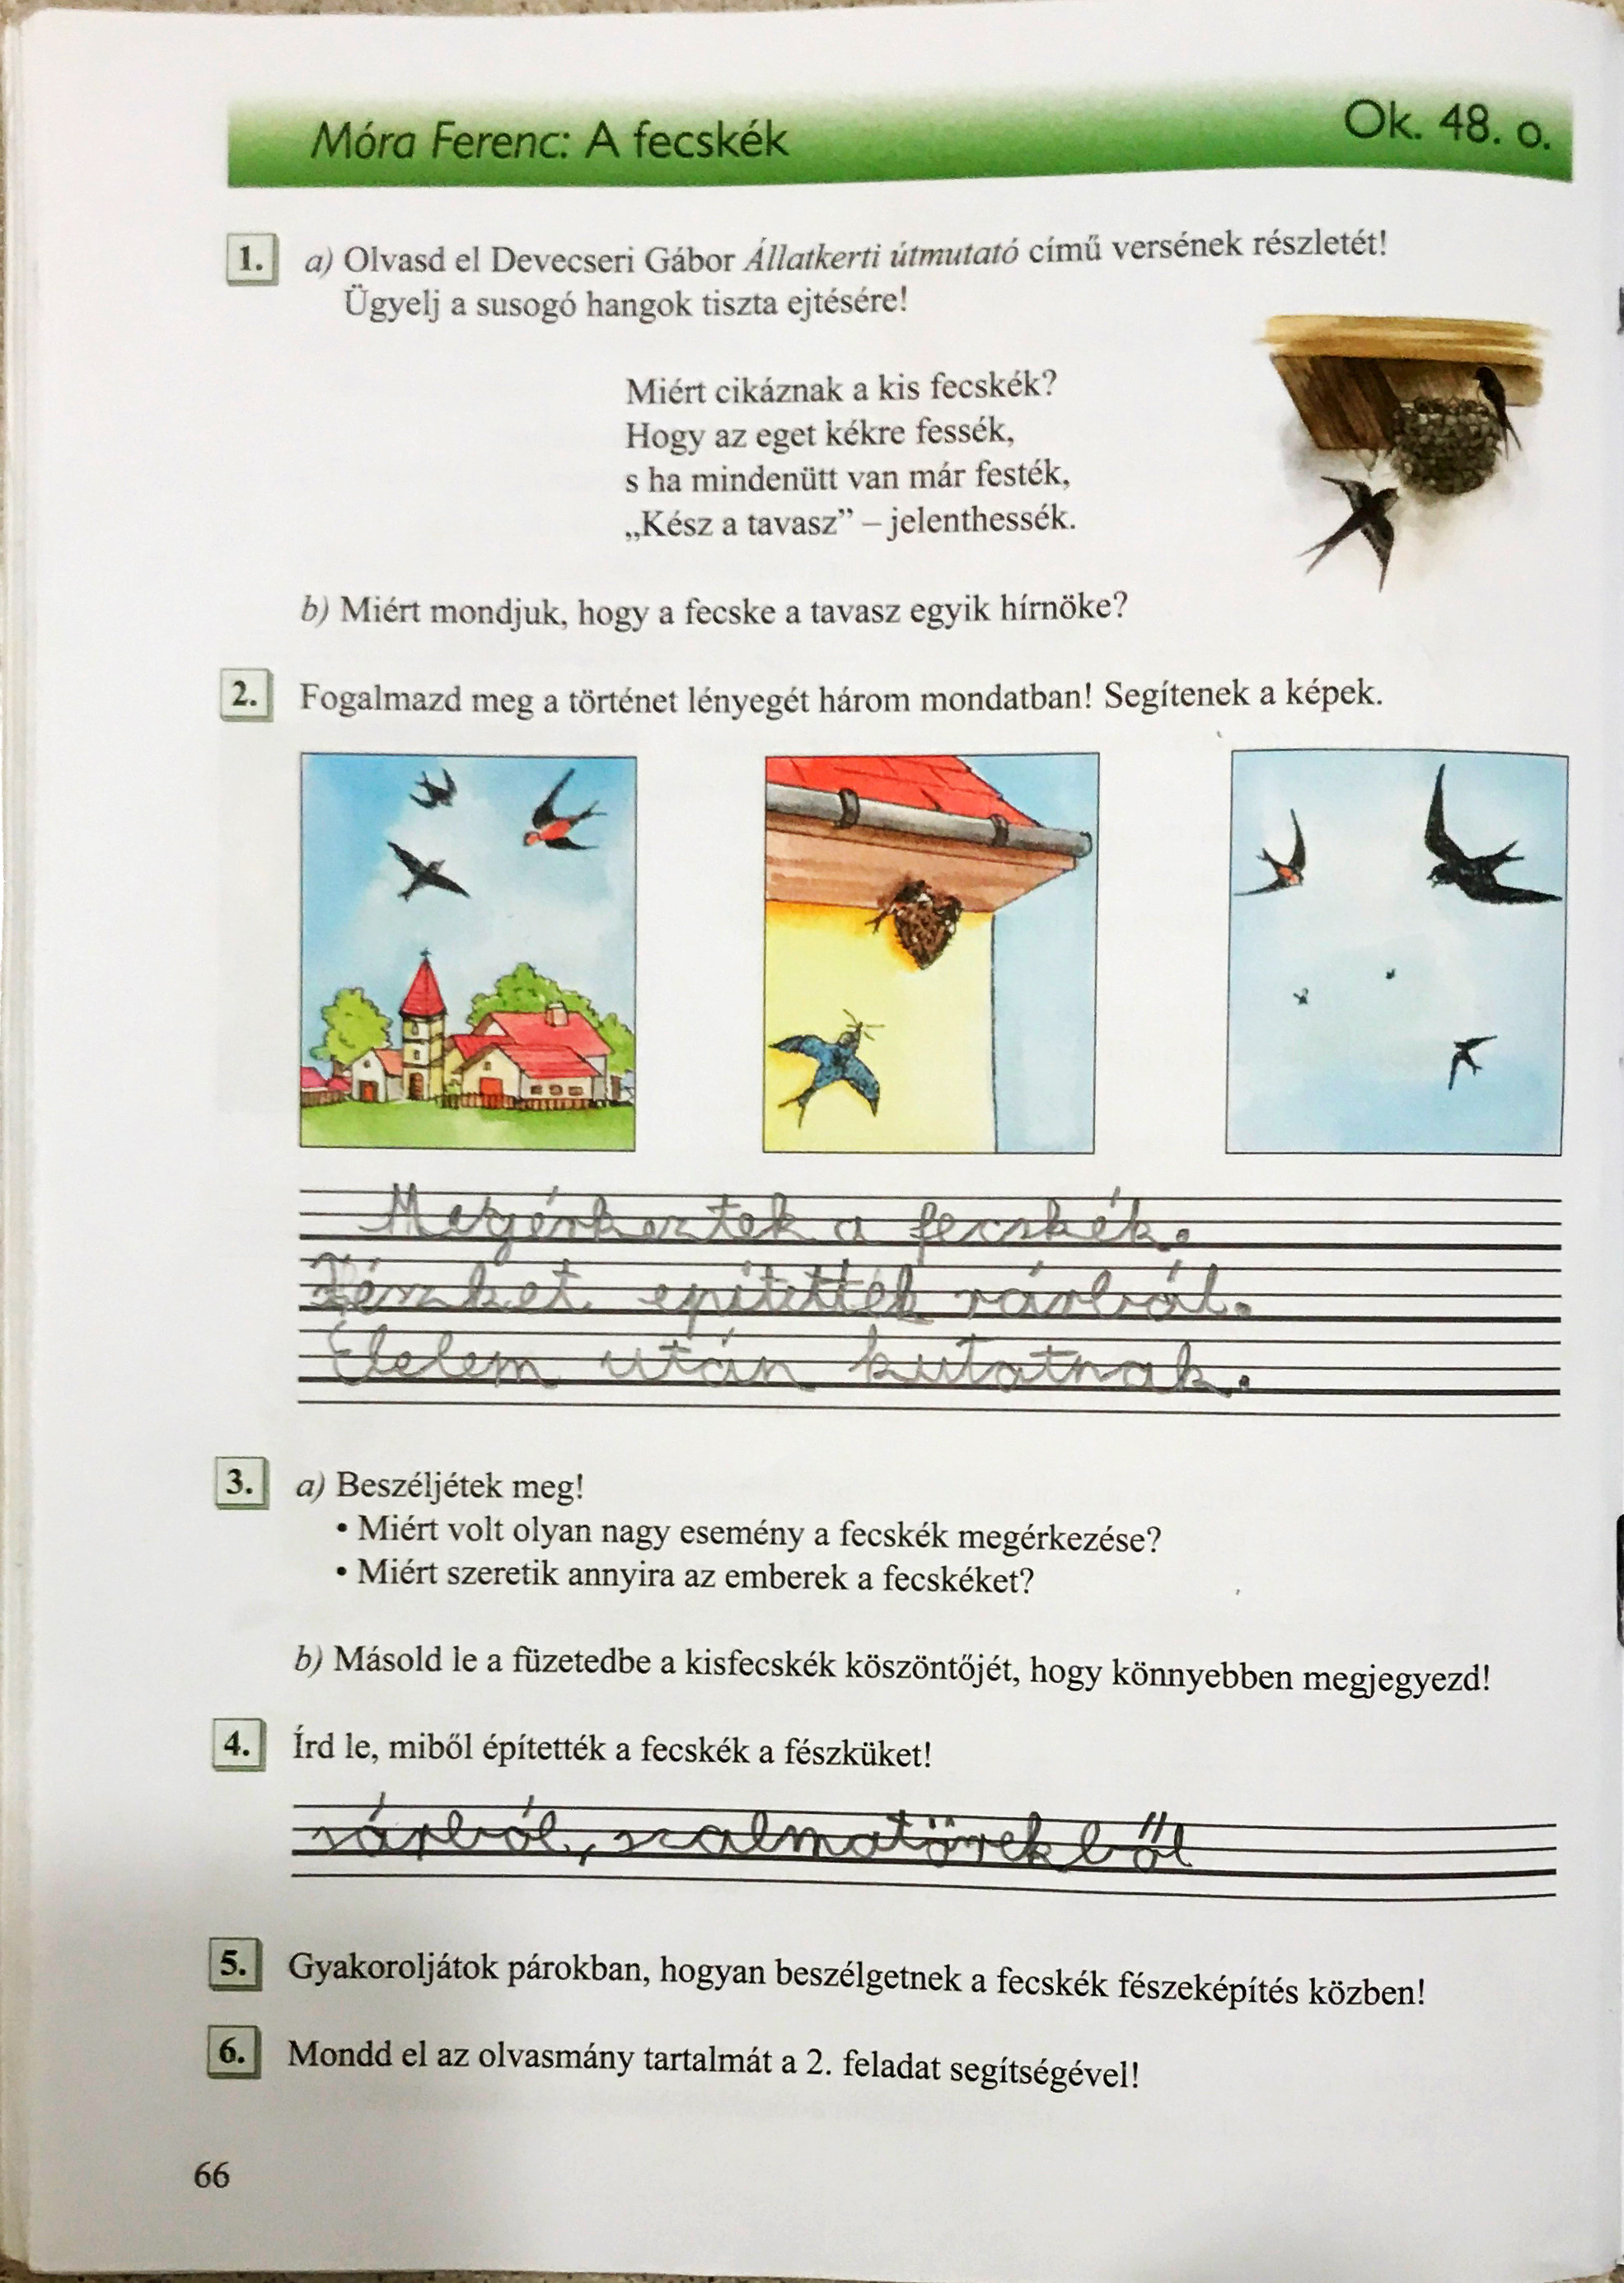 Móra Ferenc: A fecskék
Ok. 48. o.
1. a) Olvasd el Devecseri Gábor Állatkerti útmutató című versének részletét!
Ügyelj a susogó hangok tiszta ejtésére!
Miért cikáznak a kis fecskék?
Hogy az eget kékre fessék,
s ha mindenütt van már festék,
„Kész a tavasz” – jelenthessék.
b) Miért mondjuk, hogy a fecske a tavasz egyik hírnöke?
2. Fogalmazd meg a történet lényegét három mondatban! Segítenek a képek.
Megérkeztek a fecskék.
Fészket építettek sárból.
Élelem után kutatnak.
3. a) Beszéljétek meg!
• Miért volt olyan nagy esemény a fecskék megérkezése?
• Miért szeretik annyira az emberek a fecskéket?
b) Másold le a füzetedbe a kisfecskék köszöntőjét, hogy könnyebben megjegyezd!
4. Írd le, miből építették a fecskék a fészküket!
sárból, szalmatörekből
5. Gyakoroljátok párokban, hogyan beszélgetnek a fecskék fészeképítés közben!
6. Mondd el az olvasmány tartalmát a 2. feladat segítségével!
66